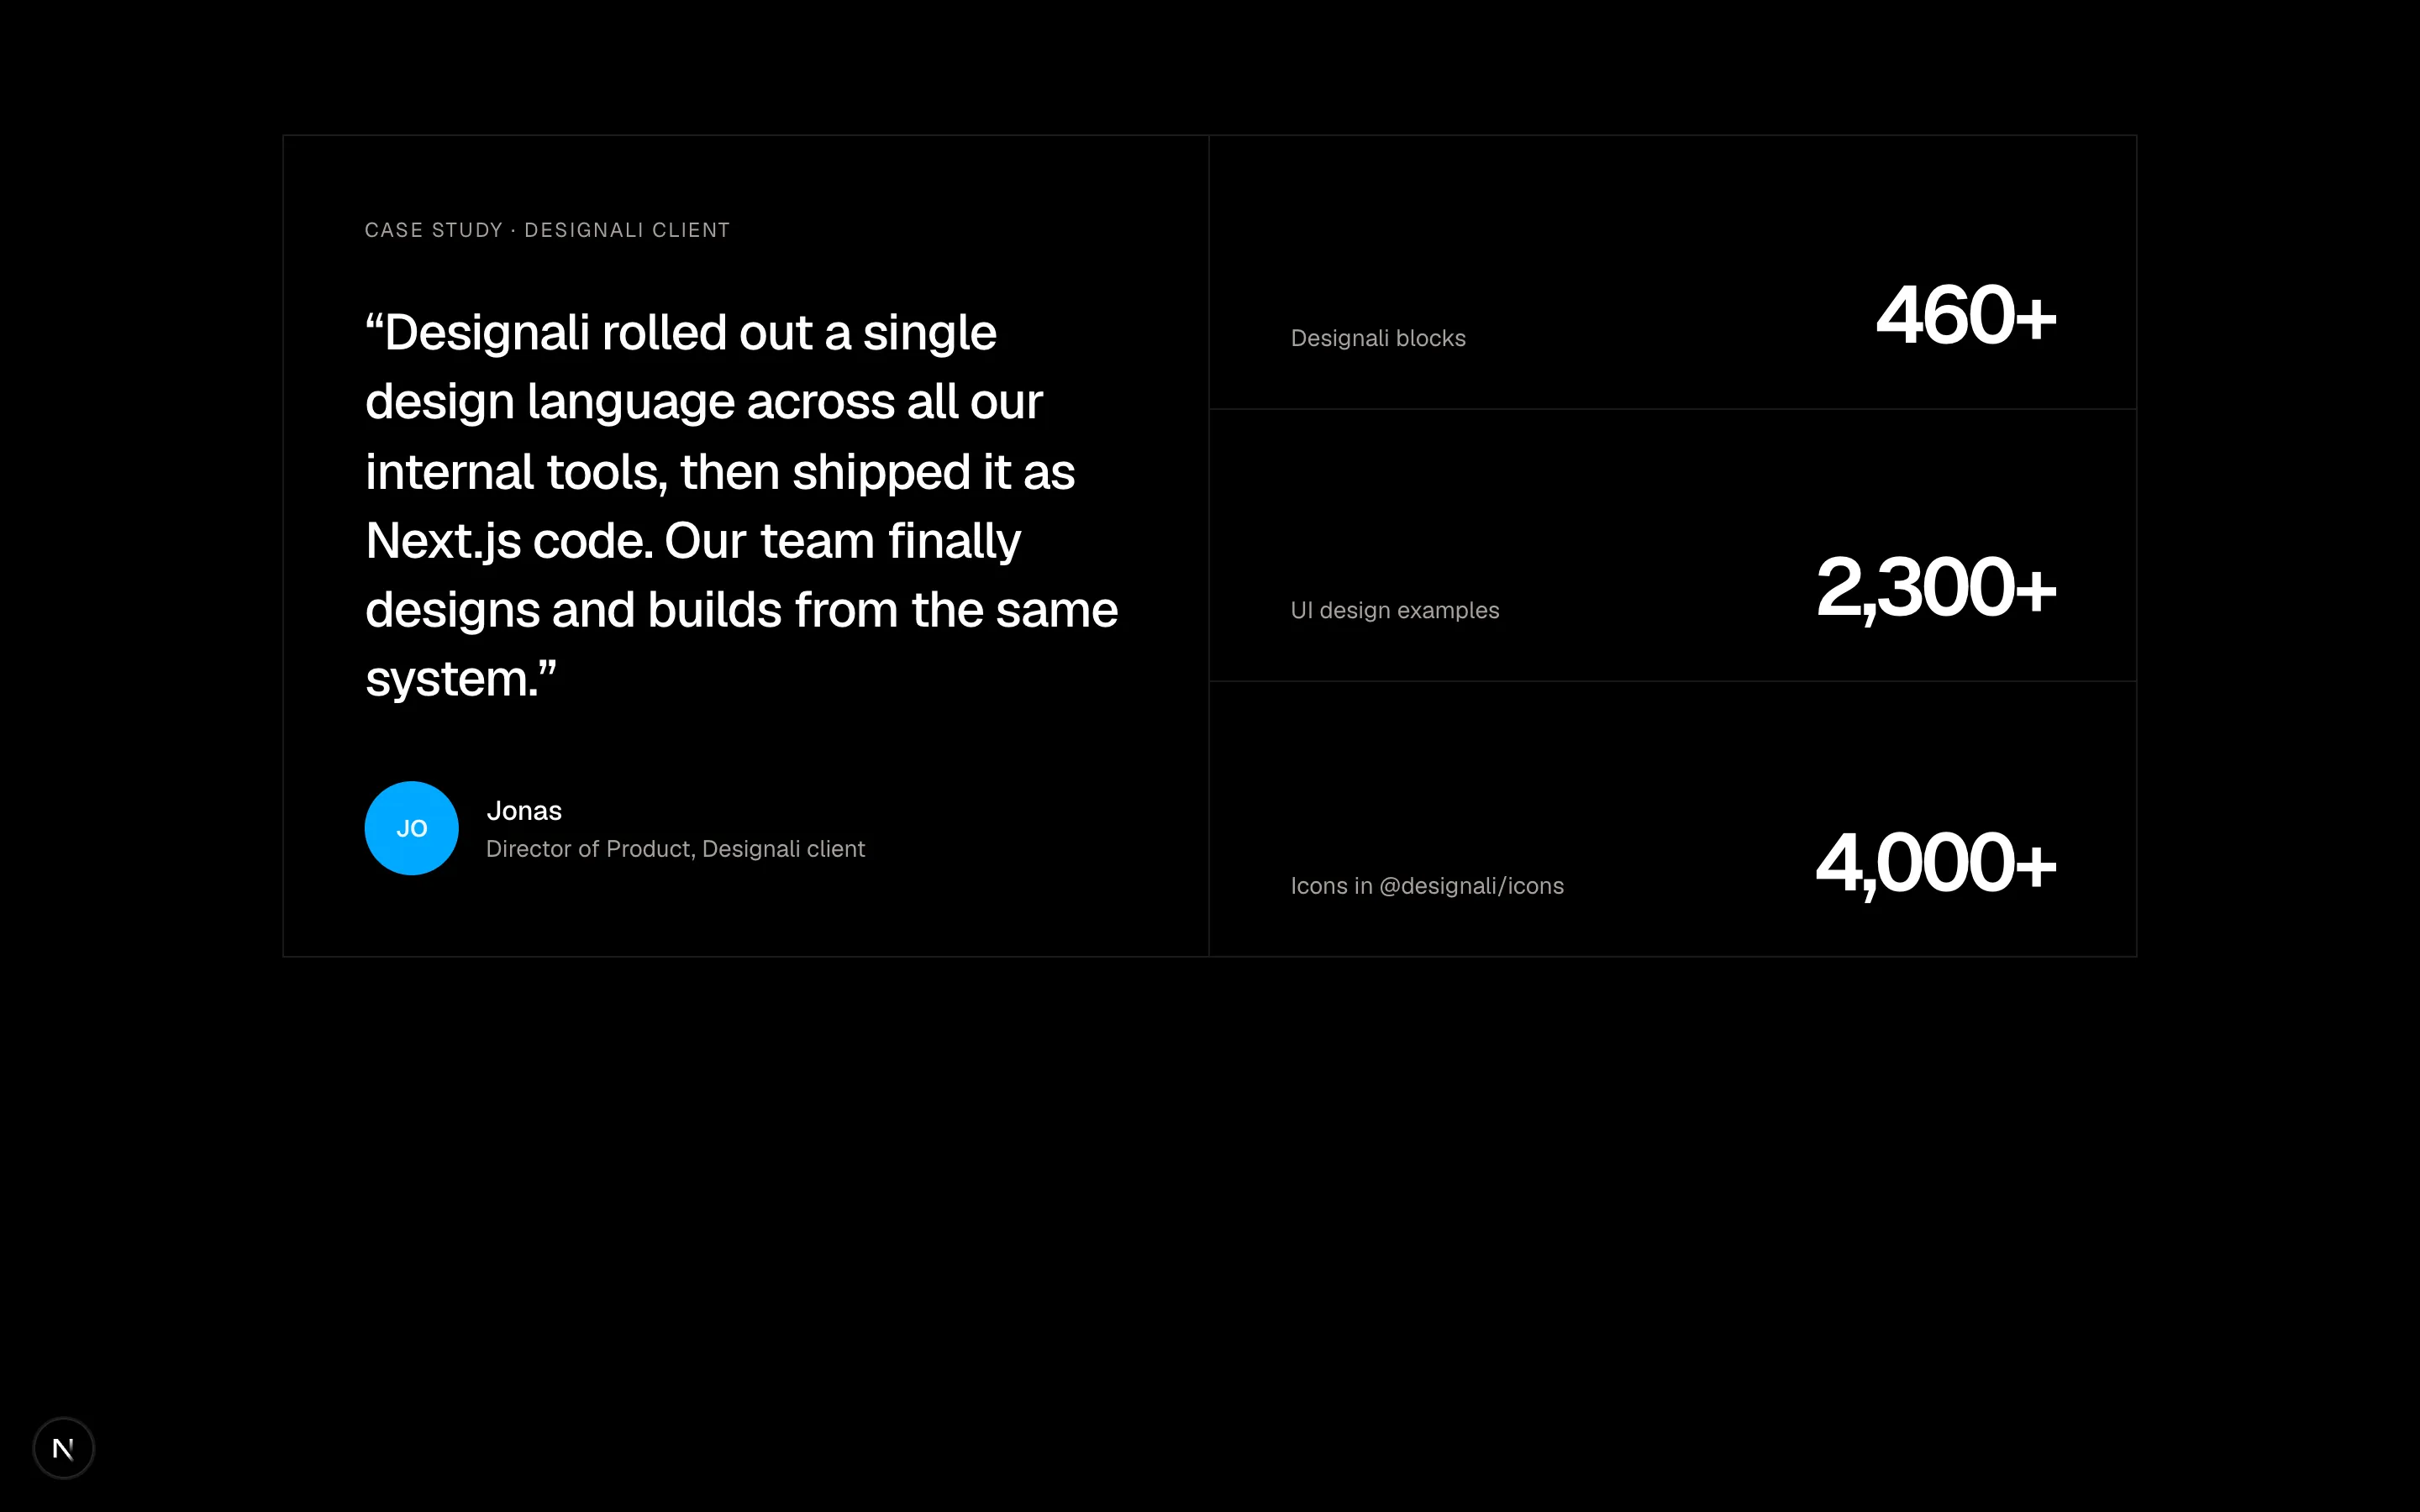 CASE STUDY · DESIGNALI CLIENT
“Designali rolled out a single
design language across all our
internal tools, then shipped it as
Next.js code. Our team finally
designs and builds from the same
system.”
JO
Jonas
Director of Product, Designali client
Designali blocks
460+
UI design examples
2,300+
Icons in @designali/icons
4,000+
N